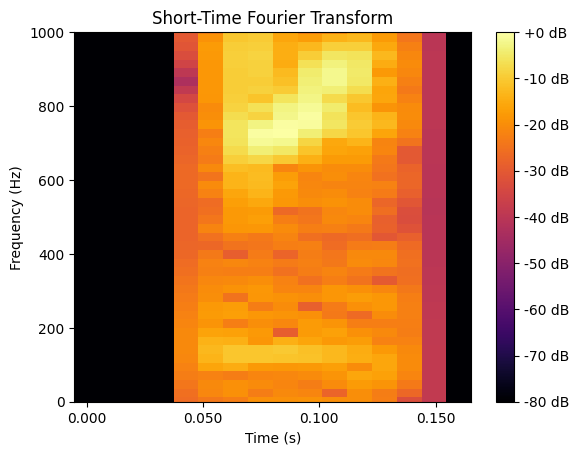 Short-Time Fourier Transform
Frequency (Hz)
1000
800
600
400
200
0
0.000 0.050 0.100 0.150
Time (s)
+0 dB
-10 dB
-20 dB
-30 dB
-40 dB
-50 dB
-60 dB
-70 dB
-80 dB